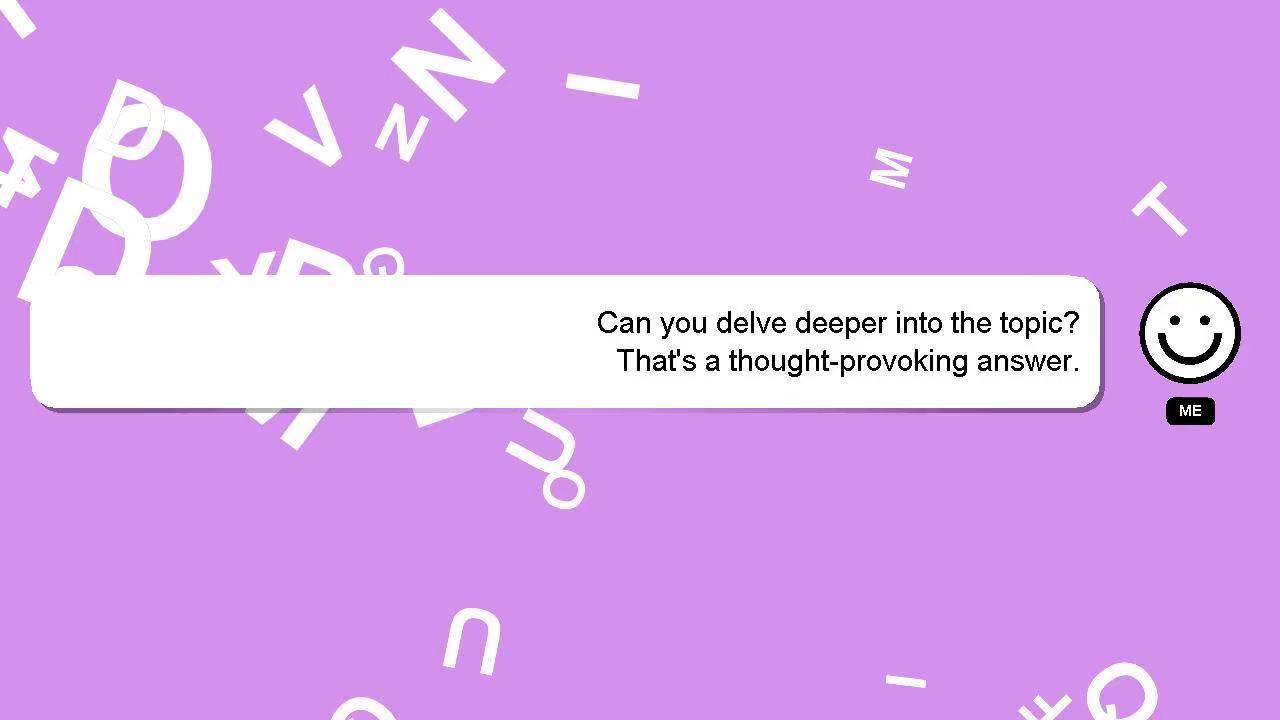 Can you delve deeper into the topic?
That's a thought-provoking answer.
ME